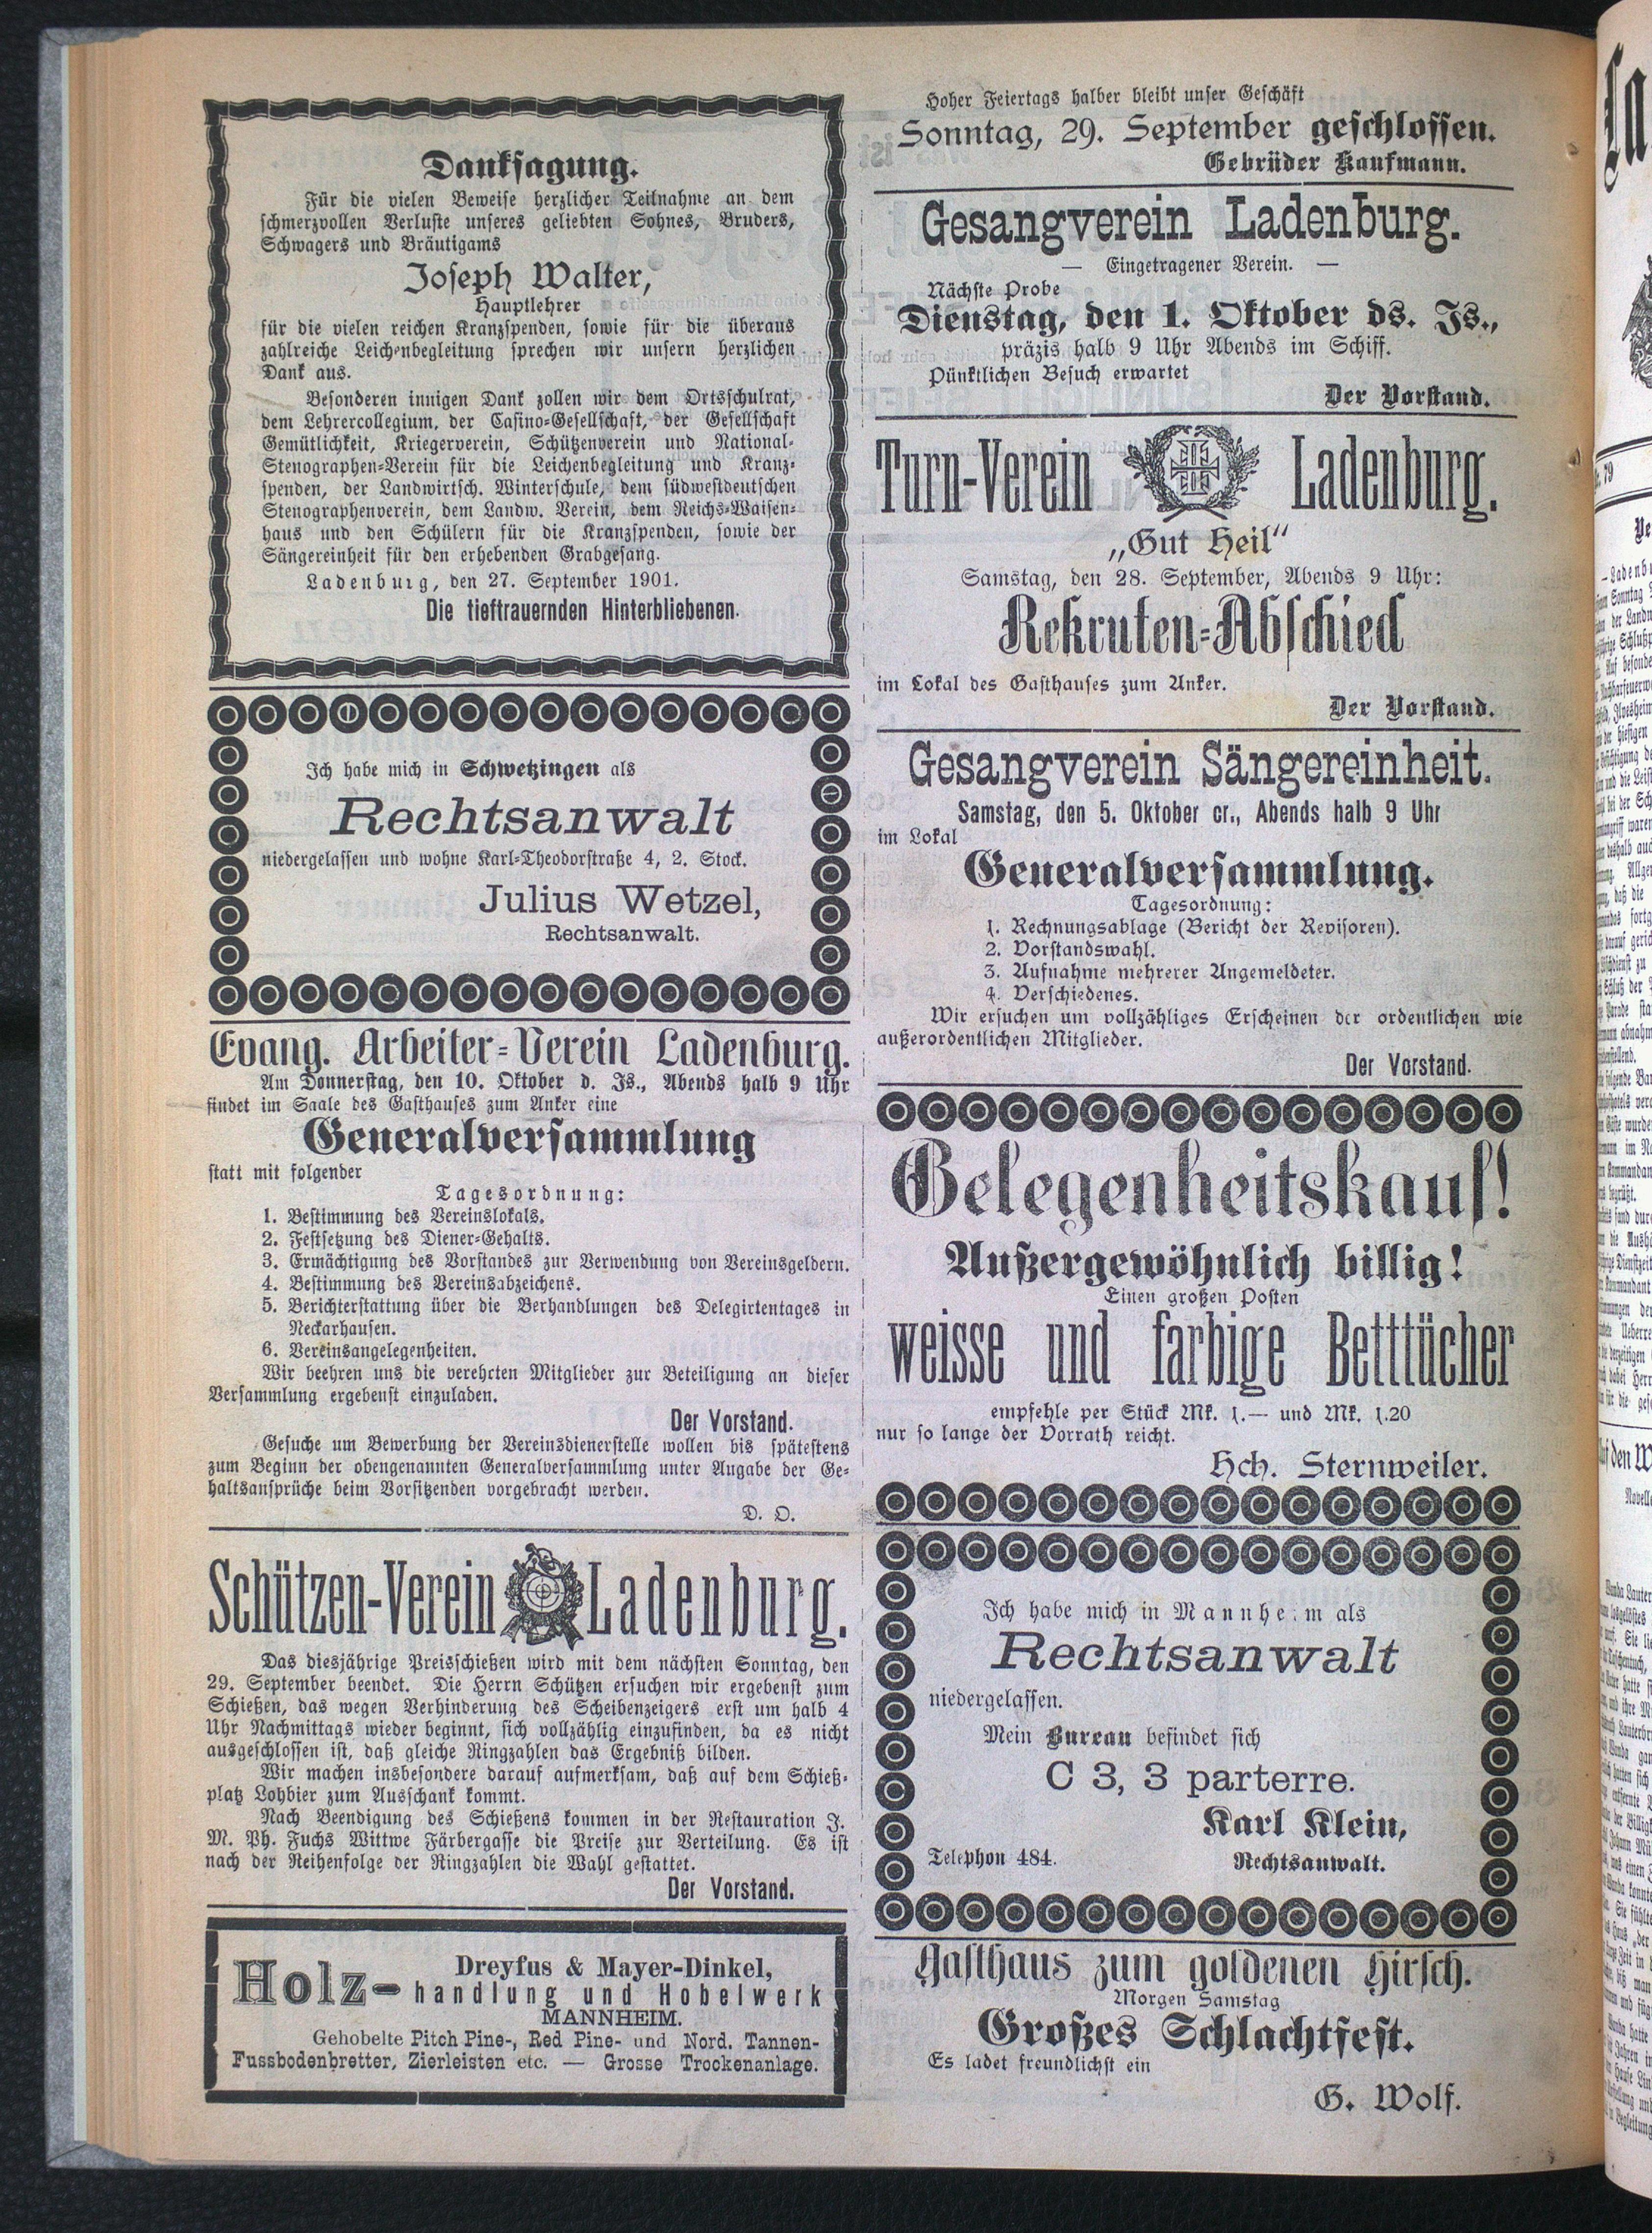 Danksagung.
Für die vielen Beweise herzlicher Teilnahme an dem
schmerzvollen Verluste unseres geliebten Sohnes, Bruders,
Schwagers und Bräutigams
Joseph Walter,
Hauptlehrer
für die vielen reichen Kranzspenden, sowie für die überaus
zahlreiche Leichenbegleitung sprechen wir unsern herzlichen
Dank aus.
Besonderen innigen Dank zollen wir dem Ortsschulrat,
dem Lehrercollegium, der Casino-Gesellschaft, der Gesellschaft
Gemütlichkeit, Kriegerverein, Schützenverein und National-
Stenographen-Verein für die Leichenbegleitung und Kranz-
spenden, der Landwirtsch. Winterschule, dem südwestdeutschen
Stenographenverein, dem Landw. Verein, dem Reichs-Waisen-
haus und den Schülern für die Kranzspenden, sowie der
Sängereinheit für den erhebenden Grabgesang.
Ladenburg, den 27. September 1901.
Die tieftrauernden Hinterbliebenen.
Ich habe mich in Schwetzingen als
Rechtsanwalt
niedergelassen und wohne Karl-Theodorstraße 4, 2. Stock.
Julius Wetzel,
Rechtsanwalt.
Evang. Arbeiter-Verein Ladenburg.
Am Donnerstag, den 10. Oktober d. Js., Abends halb 9 Uhr
findet im Saale des Gasthauses zum Anker eine
Generalversammlung
statt mit folgender
Tagesordnung:
1. Bestimmung des Vereinslokals.
2. Festsetzung des Diener-Gehalts.
3. Ermächtigung des Vorstandes zur Verwendung von Vereinsgeldern.
4. Bestimmung des Vereinsabzeichens.
5. Berichterstattung über die Verhandlungen des Delegirtentages in
Neckarhausen.
6. Vereinsangelegenheiten.
Wir beehren uns die verehrten Mitglieder zur Beteiligung an dieser
Versammlung ergebenst einzuladen.
Der Vorstand.
Gesuche um Bewerbung der Vereinsdienerstelle wollen bis spätestens
zum Beginn der obengenannten Generalversammlung unter Angabe der Ge-
haltsansprüche beim Vorsitzenden vorgebracht werden.
D. O.
Schützen-Verein Ladenburg.
Das diesjährige Preisschießen wird mit dem nächsten Sonntag, den
29. September beendet. Die Herrn Schützen ersuchen wir ergebenst zum
Schießen, das wegen Verhinderung des Scheibenzeigers erst um halb 4
Uhr Nachmittags wieder beginnt, sich vollzählig einzufinden, da es nicht
ausgeschlossen ist, daß gleiche Ringzahlen das Ergebniß bilden.
Wir machen insbesondere darauf aufmerksam, daß auf dem Schieß-
platz Lohbier zum Ausschank kommt.
Nach Beendigung des Schießens kommen in der Restauration J.
M. Ph. Fuchs Wittwe Färbergasse die Preise zur Verteilung. Es ist
nach der Reihenfolge der Ringzahlen die Wahl gestattet.
Der Vorstand.
Dreyfus & Mayer-Dinkel,
Holz-handlung und Hobelwerk
MANNHEIM.
Gehobelte Pitch Pine-, Red Pine- und Nord. Tannen-
Fussbodenbretter, Zierleisten etc. — Grosse Trockenanlage.
Hoher Feiertags halber bleibt unser Geschäft
Sonntag, 29. September geschlossen.
Gebrüder Kaufmann.
Gesangverein Ladenburg.
— Eingetragener Verein. —
Nächste Probe
Dienstag, den 1. Oktober ds. Js.,
präzis halb 9 Uhr Abends im Schiff.
Pünktlichen Besuch erwartet
Der Vorstand.
Turn-Verein Ladenburg.
„Gut Heil“
Samstag, den 28. September, Abends 9 Uhr:
Rekruten-Abschied
im Lokal des Gasthauses zum Anker.
Der Vorstand.
Gesangverein Sängereinheit.
Samstag, den 5. Oktober cr., Abends halb 9 Uhr
im Lokal
Generalversammlung.
Tagesordnung:
1. Rechnungsablage (Bericht der Revisoren).
2. Vorstandswahl.
3. Aufnahme mehrerer Angemeldeter.
4. Verschiedenes.
Wir ersuchen um vollzähliges Erscheinen der ordentlichen wie
außerordentlichen Mitglieder.
Der Vorstand.
Gelegenheitskauf!
Außergewöhnlich billig!
Einen großen Posten
weisse und farbige Betttücher
empfehle per Stück Mk. 1.— und Mk. 1.20
nur so lange der Vorrath reicht.
Hch. Sternweiler.
Ich habe mich in Mannheim als
Rechtsanwalt
niedergelassen.
Mein Bureau befindet sich
C 3, 3 parterre.
Karl Klein,
Telephon 484.
Rechtsanwalt.
Gasthaus zum goldenen Hirsch.
Morgen Samstag
Großes Schlachtfest.
Es ladet freundlichst ein
G. Wolf.